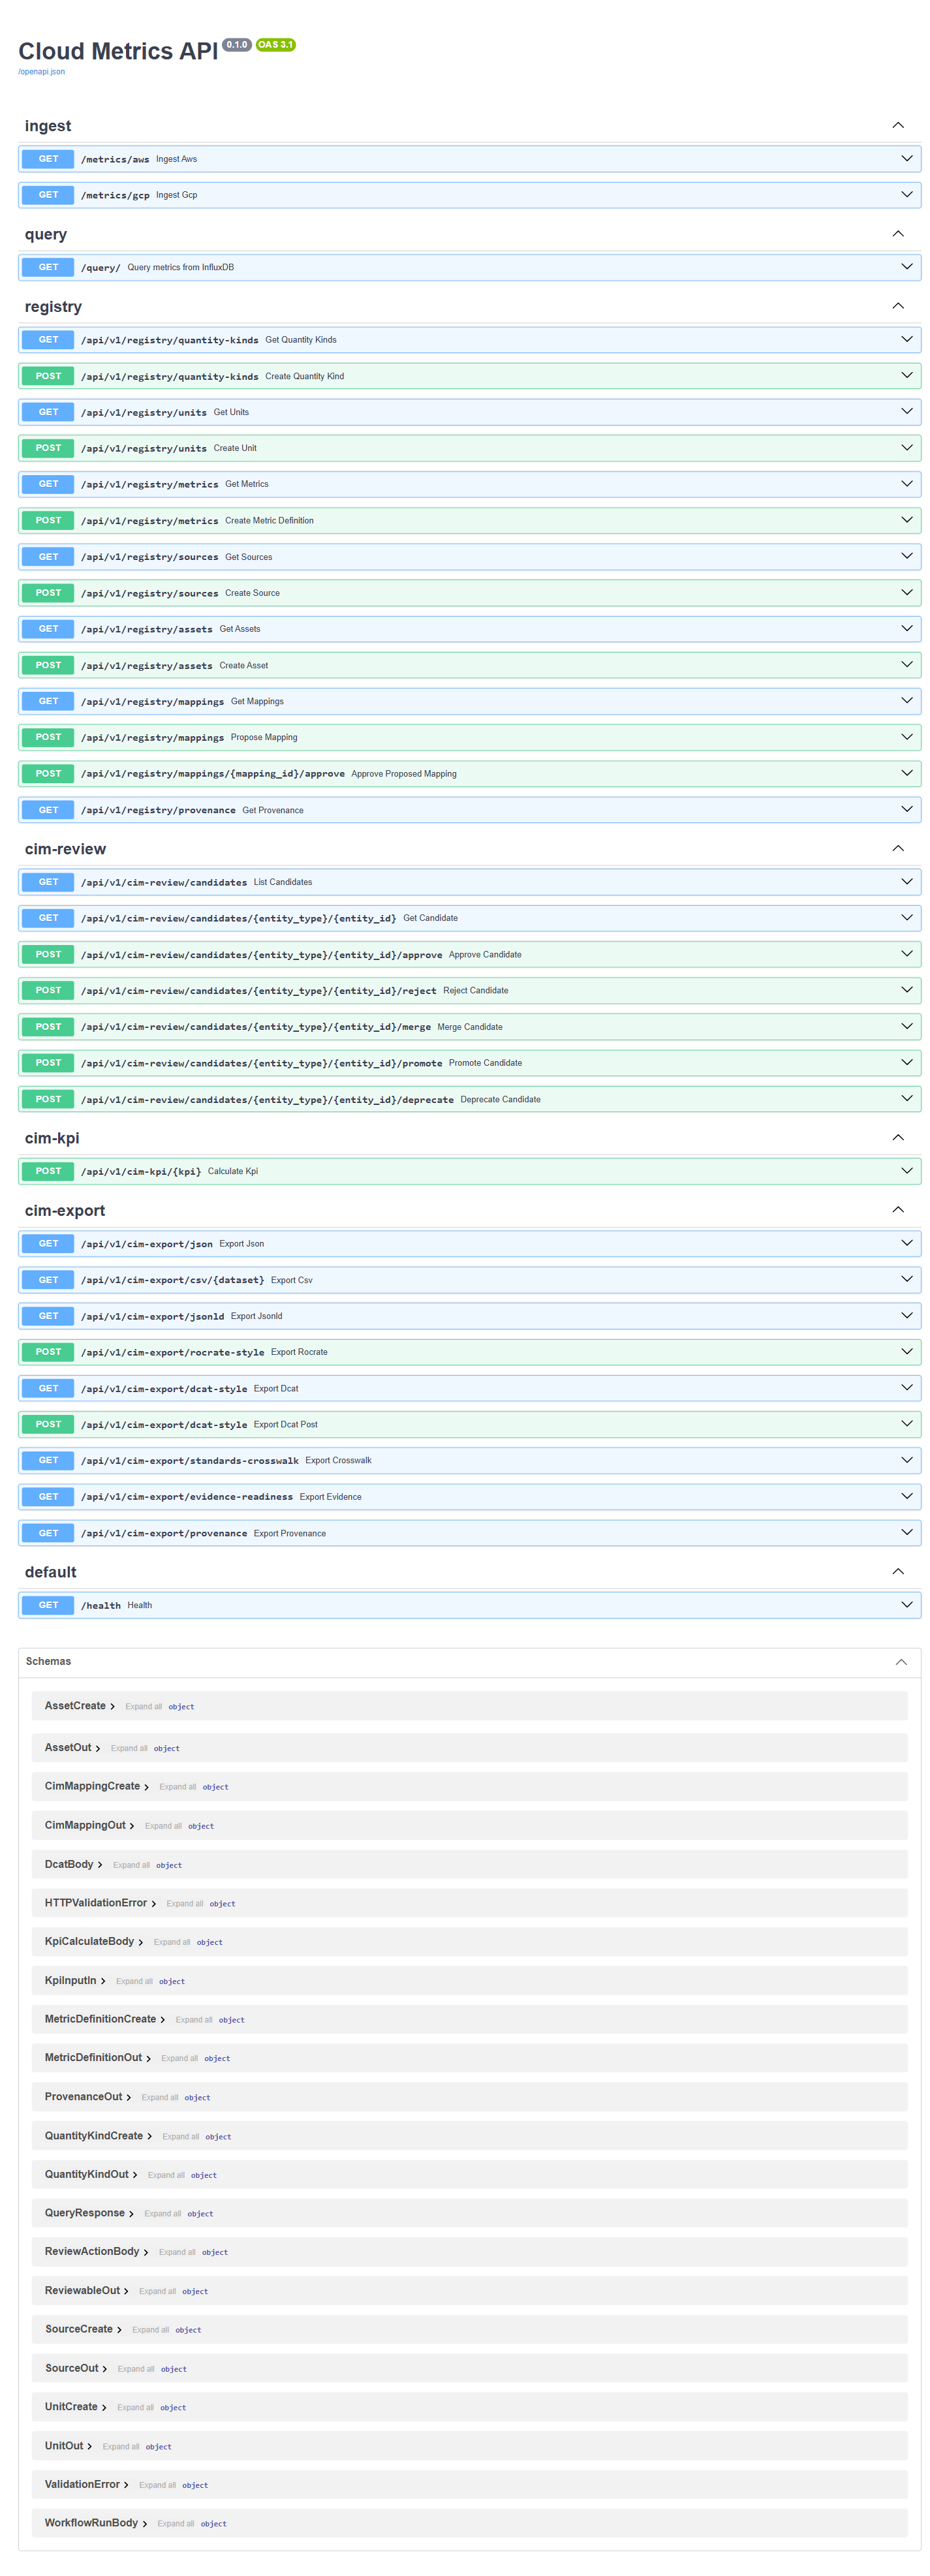 Cloud Metrics API 0.1.0 OAS 3.1
/openapi.json
ingest
GET /metrics/aws Ingest Aws
GET /metrics/gcp Ingest Gcp
query
GET /query/ Query metrics from InfluxDB
registry
GET /api/v1/registry/quantity-kinds Get Quantity Kinds
POST /api/v1/registry/quantity-kinds Create Quantity Kind
GET /api/v1/registry/units Get Units
POST /api/v1/registry/units Create Unit
GET /api/v1/registry/metrics Get Metrics
POST /api/v1/registry/metrics Create Metric Definition
GET /api/v1/registry/sources Get Sources
POST /api/v1/registry/sources Create Source
GET /api/v1/registry/assets Get Assets
POST /api/v1/registry/assets Create Asset
GET /api/v1/registry/mappings Get Mappings
POST /api/v1/registry/mappings Propose Mapping
POST /api/v1/registry/mappings/{mapping_id}/approve Approve Proposed Mapping
GET /api/v1/registry/provenance Get Provenance
cim-review
GET /api/v1/cim-review/candidates List Candidates
GET /api/v1/cim-review/candidates/{entity_type}/{entity_id} Get Candidate
POST /api/v1/cim-review/candidates/{entity_type}/{entity_id}/approve Approve Candidate
POST /api/v1/cim-review/candidates/{entity_type}/{entity_id}/reject Reject Candidate
POST /api/v1/cim-review/candidates/{entity_type}/{entity_id}/merge Merge Candidate
POST /api/v1/cim-review/candidates/{entity_type}/{entity_id}/promote Promote Candidate
POST /api/v1/cim-review/candidates/{entity_type}/{entity_id}/deprecate Deprecate Candidate
cim-kpi
POST /api/v1/cim-kpi/{kpi} Calculate Kpi
cim-export
GET /api/v1/cim-export/json Export Json
GET /api/v1/cim-export/csv/{dataset} Export Csv
GET /api/v1/cim-export/jsonld Export Jsonld
POST /api/v1/cim-export/rocrate-style Export Rocrate
GET /api/v1/cim-export/dcat-style Export Dcat
POST /api/v1/cim-export/dcat-style Export Dcat Post
GET /api/v1/cim-export/standards-crosswalk Export Crosswalk
GET /api/v1/cim-export/evidence-readiness Export Evidence
GET /api/v1/cim-export/provenance Export Provenance
default
GET /health Health
Schemas
AssetCreate Expand all object
AssetOut Expand all object
CimMappingCreate Expand all object
CimMappingOut Expand all object
DcatBody Expand all object
HTTPValidationError Expand all object
KpiCalculateBody Expand all object
KpiInputIn Expand all object
MetricDefinitionCreate Expand all object
MetricDefinitionOut Expand all object
ProvenanceOut Expand all object
QuantityKindCreate Expand all object
QuantityKindOut Expand all object
QueryResponse Expand all object
ReviewActionBody Expand all object
ReviewableOut Expand all object
SourceCreate Expand all object
SourceOut Expand all object
UnitCreate Expand all object
UnitOut Expand all object
ValidationError Expand all object
WorkflowRunBody Expand all object